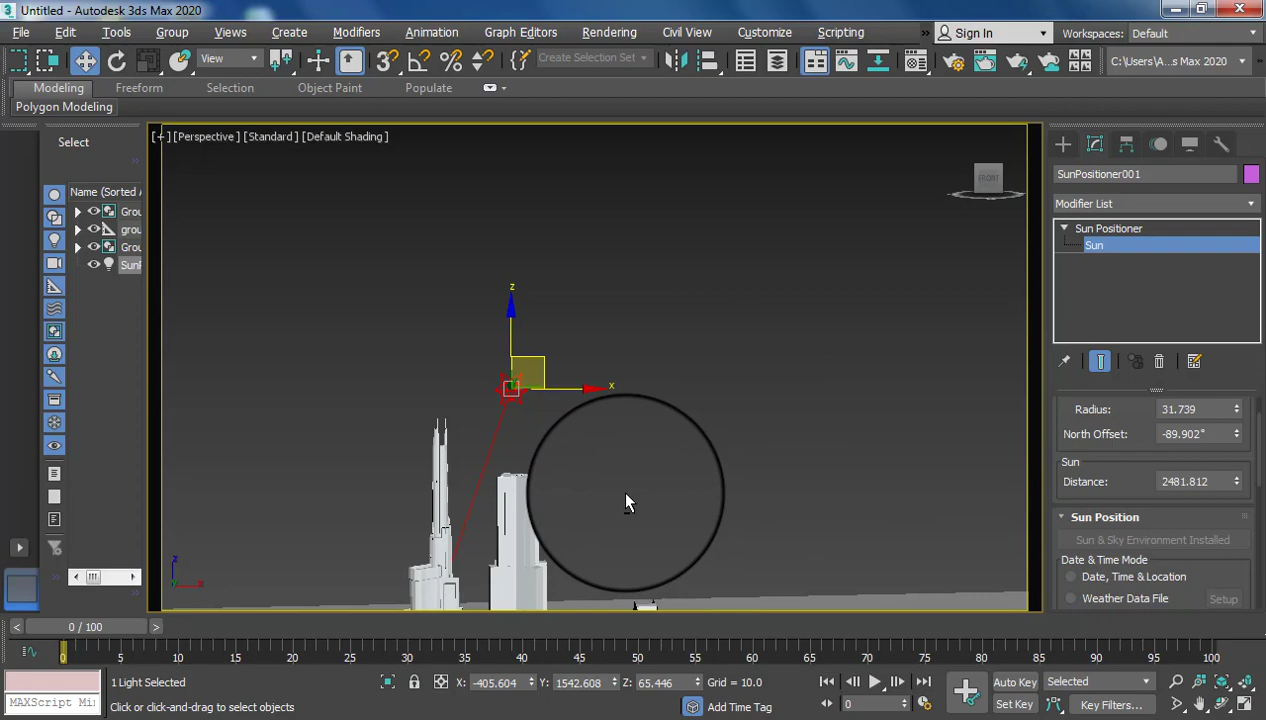 Untitled - Autodesk 3ds Max 2020
File Edit Tools Group Views Create Modifiers Animation Graph Editors Rendering Civil View Customize Scripting Sign In Workspaces: Default
View Create Selection Set C:\Users\A...s Max 2020
Modeling Freeform Selection Object Paint Populate
Polygon Modeling
Select
[+] [Perspective] [Standard] [Default Shading]
FRONT
SunPositioner001
Name (Sorted A
Modifier List
Grou
grou
Grou
SunP
Sun Positioner
Sun
z
x
Radius: 31.739
North Offset: -89.902°
Sun
Distance: 2481.812
Sun Position
Sun & Sky Environment Installed
Date & Time Mode
Date, Time & Location
Weather Data File Setup
z
x
0 / 100
0 5 10 15 20 25 30 35 40 45 50 55 60 65 70 75 80 85 90 95 100
1 Light Selected X: -405.604 Y: 1542.608 Z: 65.446 Grid = 10.0 Auto Key Selected
MAXScript Mi Click or click-and-drag to select objects Add Time Tag 0 Set Key Key Filters...